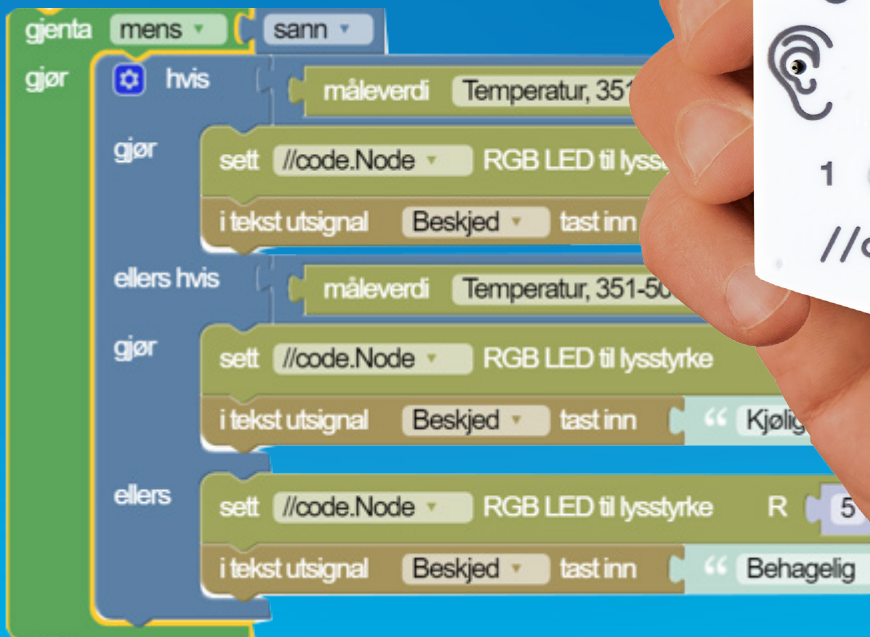 gjenta mens sann
gjør hvis måleverdi Temperatur, 351
gjør sett //code.Node RGB LED til
i tekst utsignal Beskjed tast inn
1
ellers hvis måleverdi Temperatur, 351-50
gjør sett //code.Node RGB LED til lysstyrke
i tekst utsignal Beskjed tast inn “
ellers sett //code.Node RGB LED til lysstyrke R 5
i tekst utsignal Beskjed tast inn “ Behagelig